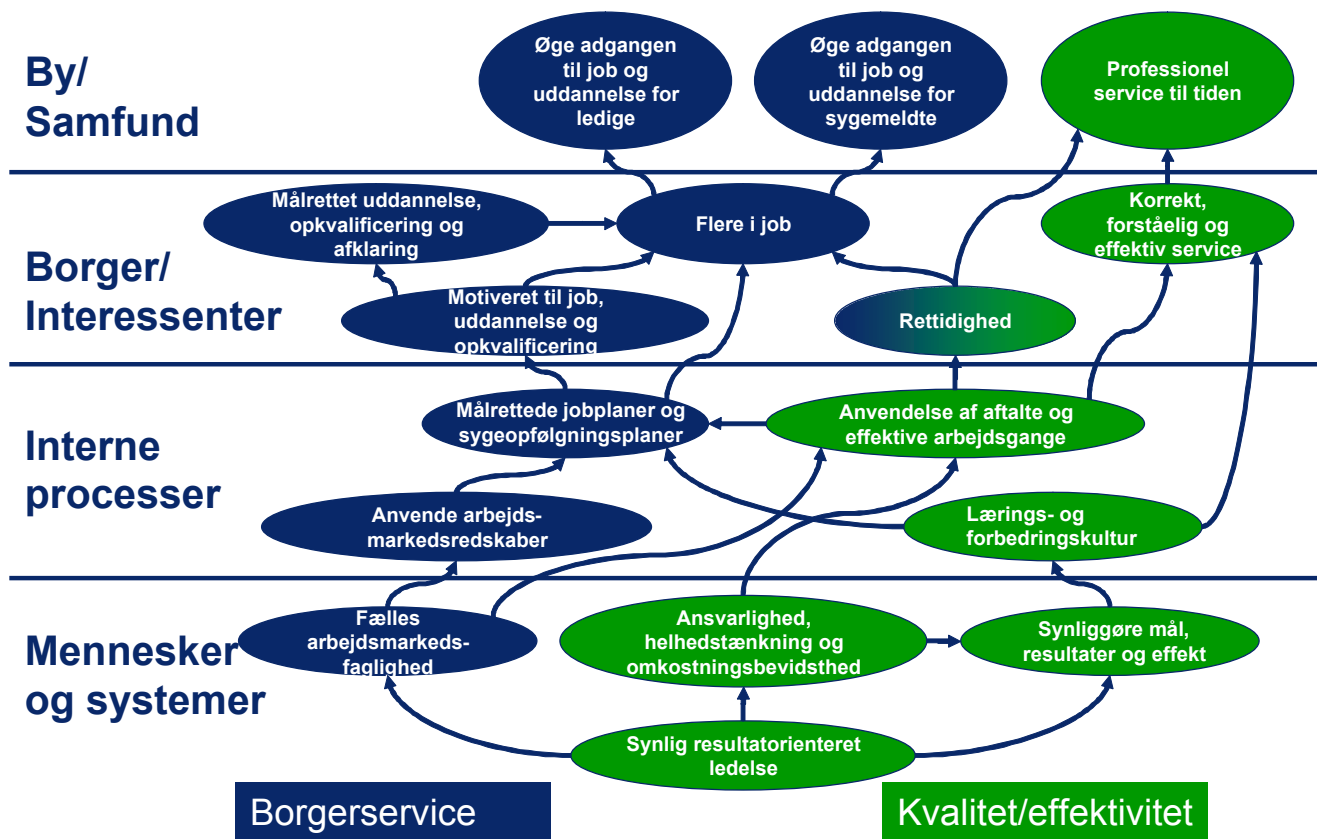 By/
Samfund
Øge adgangen
til job og
uddannelse for
ledige
Øge adgangen
til job og
uddannelse for
sygemeldte
Professionel
service til tiden
Borger/
Interessenter
Målrettet uddannelse,
opkvalificering og
afklaring
Flere i job
Korrekt,
forståelig og
effektiv service
Motiveret til job,
uddannelse og
opkvalificering
Rettidighed
Interne
processer
Målrettede jobplaner og
sygeopfølgningsplaner
Anvendelse af aftalte og
effektive arbejdsgange
Anvende arbejds-
markedsredskaber
Lærings- og
forbedringskultur
Mennesker
og systemer
Fælles
arbejdsmarkeds-
faglighed
Ansvarlighed,
helhedstænkning og
omkostningsbevidsthed
Synliggøre mål,
resultater og effekt
Synlig resultatorienteret
ledelse
Borgerservice
Kvalitet/effektivitet